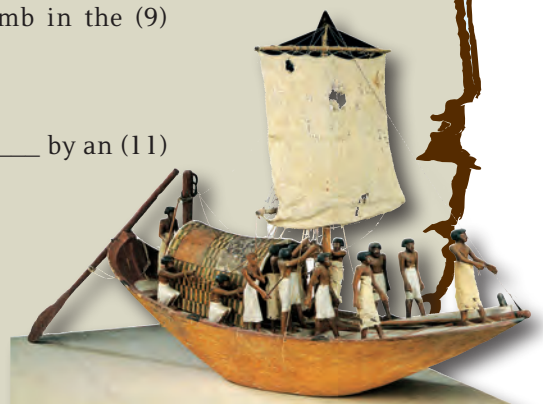 mb in the (9)
___ by an (11)